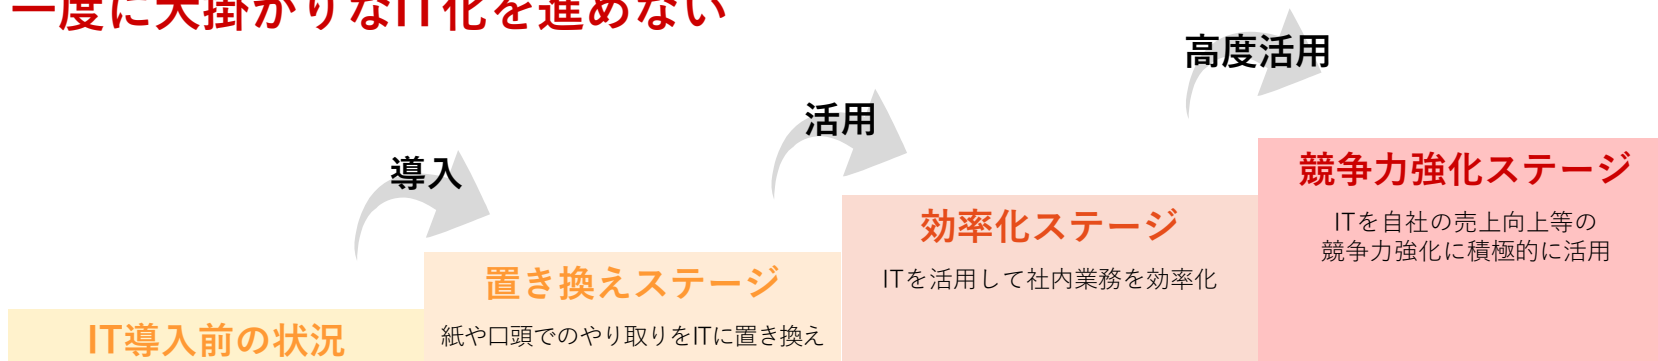 一度に大掛かりなIT化を進めない
高度活用
活用
導入
競争力強化ステージ
ITを自社の売上向上等の
競争力強化に積極的に活用
効率化ステージ
ITを活用して社内業務を効率化
置き換えステージ
紙や口頭でのやり取りをITに置き換え
IT導入前の状況